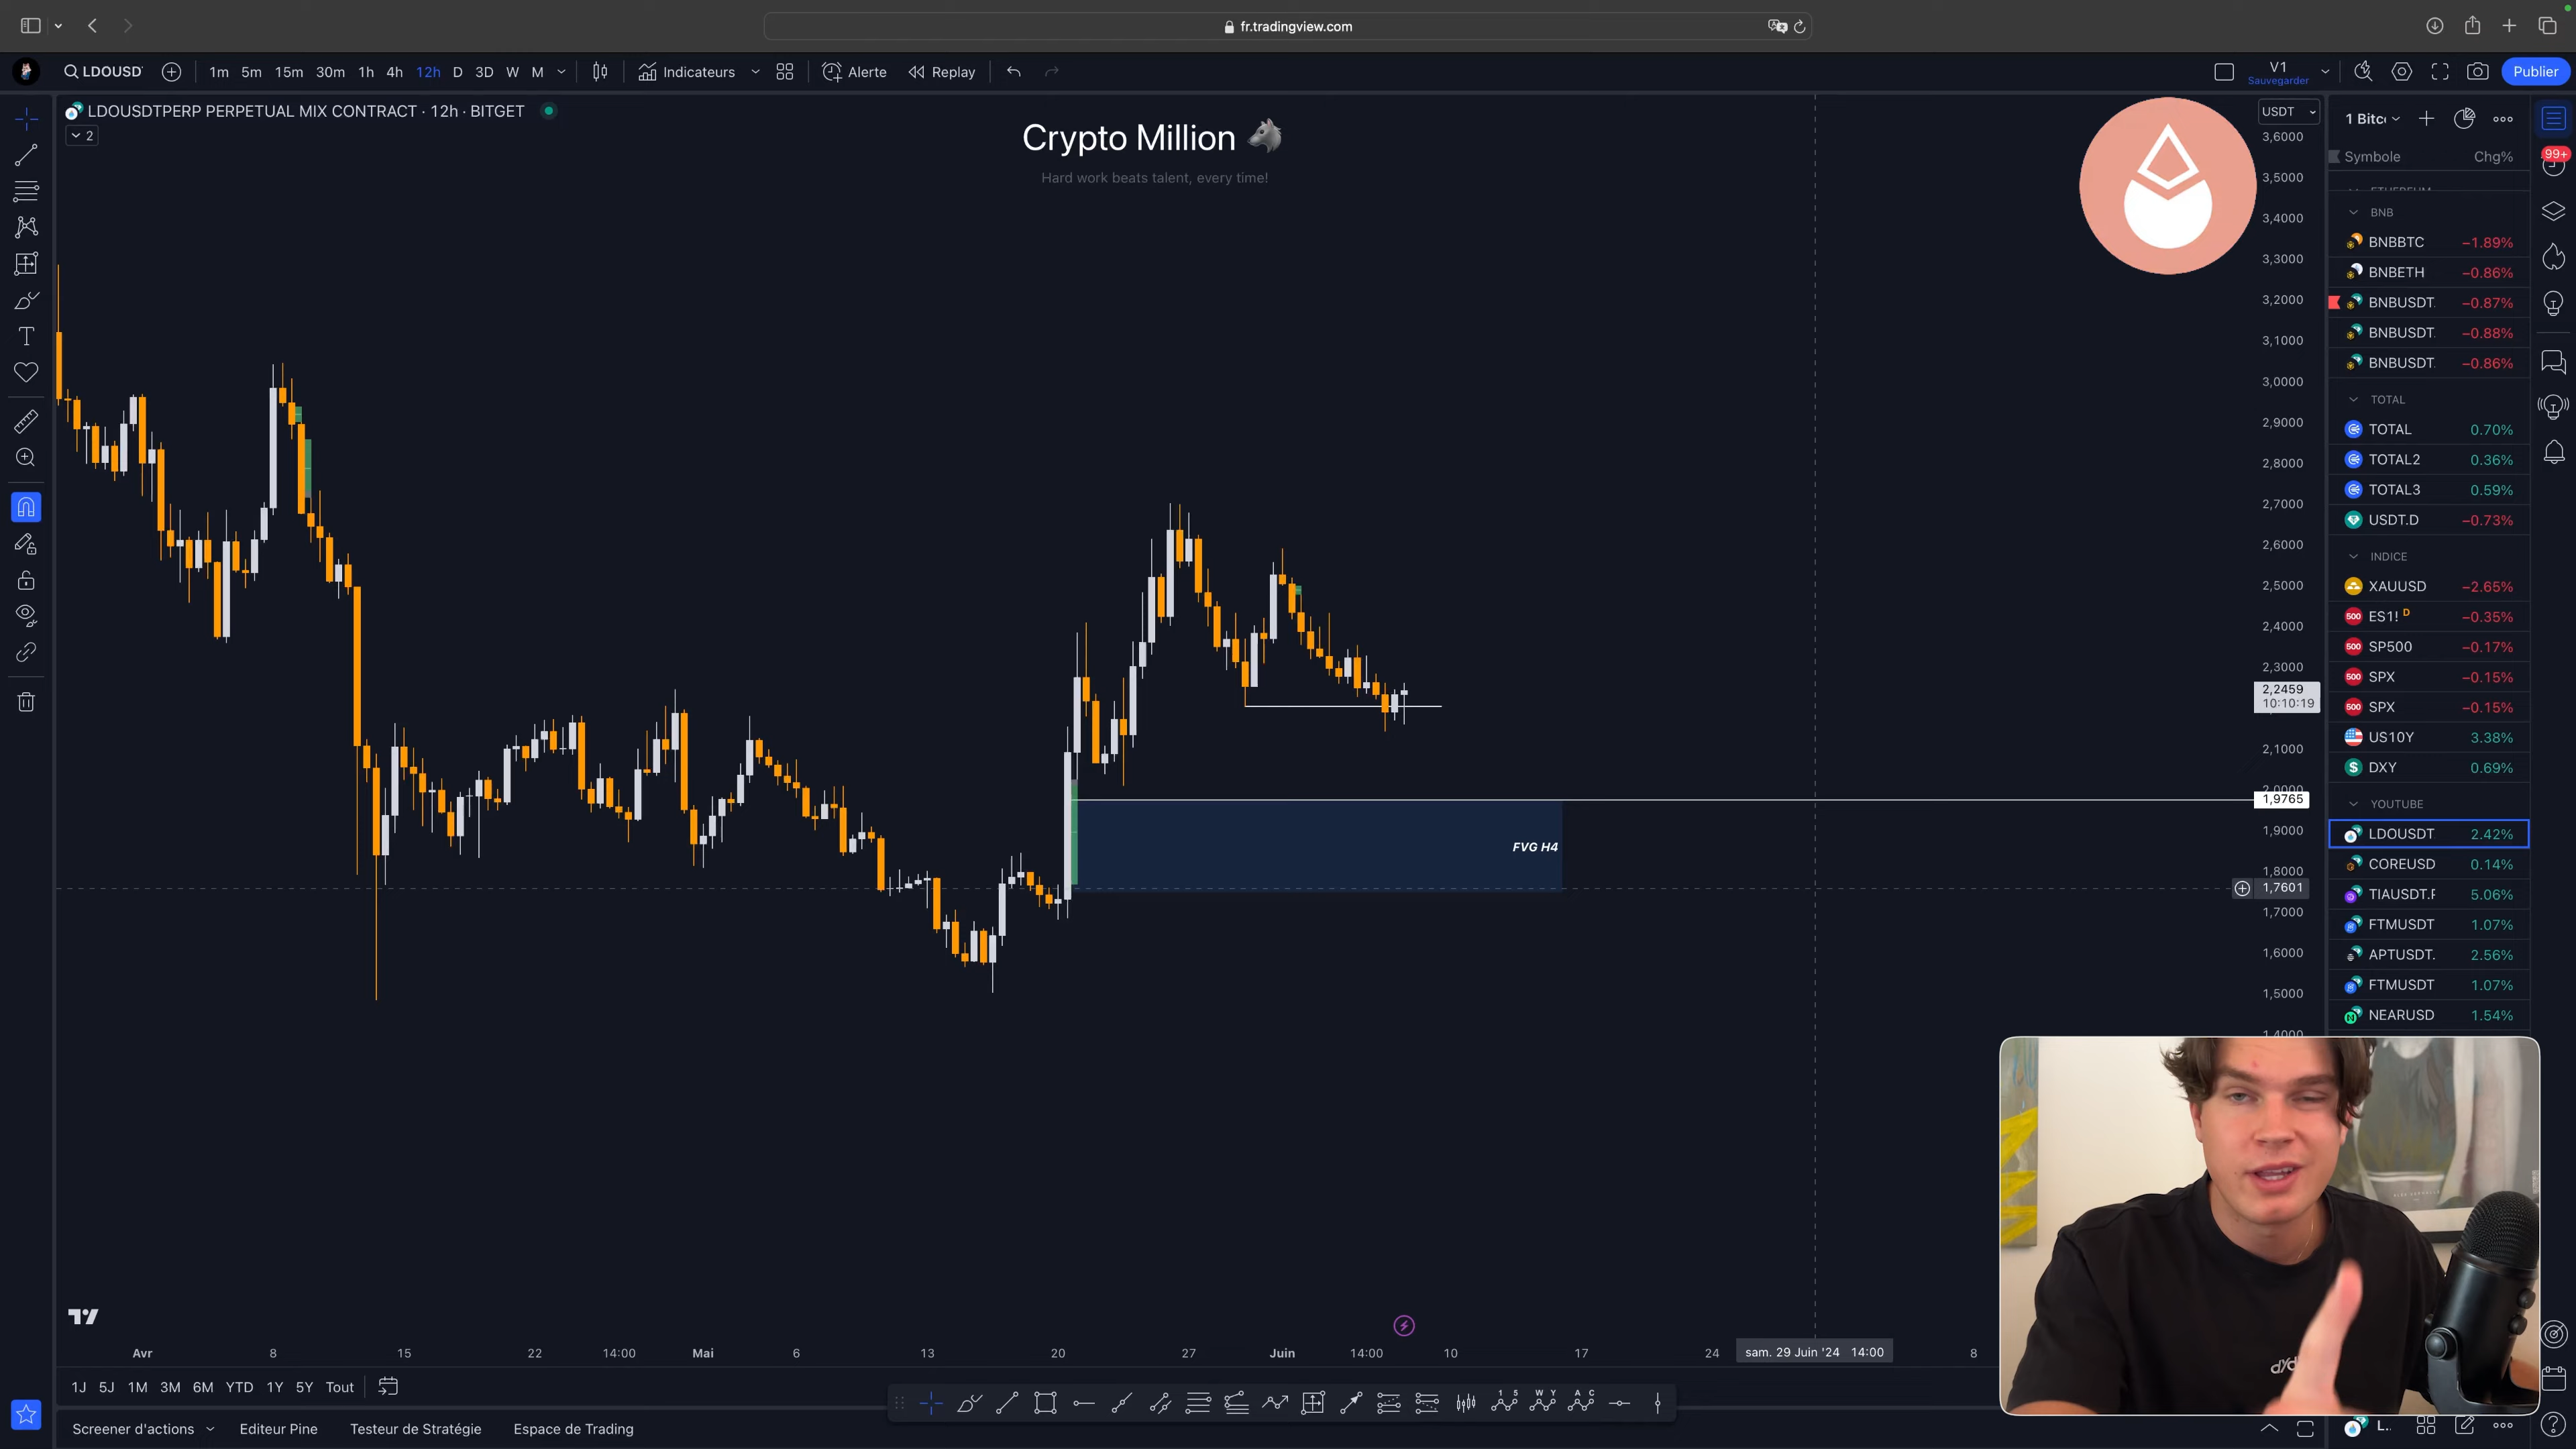 fr.tradingview.com
LDOUSD 1m 5m 15m 30m 1h 4h 12h D 3D W M Indicateurs Alerte Replay V1 Sauvegarder Publier
LDOUSDTPERP PERPETUAL MIX CONTRACT · 12h · BITGET
2
Crypto Million
Hard work beats talent, every time!
USDT
3,6000
3,5000
3,4000
3,3000
3,2000
3,1000
3,0000
2,9000
2,8000
2,7000
2,6000
2,5000
2,4000
2,3000
2,2459
10:10:19
2,1000
2,0000
1,9765
1,9000
1,8000
1,7601
1,7000
1,6000
1,5000
1,4000
FVG H4
1 Bitc
99+
Symbole Chg%
ETHEREUM
BNB
BNBBTC −1.89%
BNBETH −0.86%
BNBUSDT −0.87%
BNBUSDT −0.88%
BNBUSDT −0.86%
TOTAL
TOTAL 0.70%
TOTAL2 0.36%
TOTAL3 0.59%
USDT.D −0.73%
INDICE
XAUUSD −2.65%
ES1! D −0.35%
SP500 −0.17%
SPX −0.15%
SPX −0.15%
US10Y 3.38%
DXY 0.69%
YOUTUBE
LDOUSDT 2.42%
COREUSD 0.14%
TIAUSDT.F 5.06%
FTMUSDT 1.07%
APTUSDT. 2.56%
FTMUSDT 1.07%
NEARUSD 1.54%
Avr 8 15 22 14:00 Mai 6 13 20 27 Juin 14:00 10 17 24 sam. 29 Juin '24 14:00 8
1J 5J 1M 3M 6M YTD 1Y 5Y Tout
Screener d'actions Editeur Pine Testeur de Stratégie Espace de Trading
L..